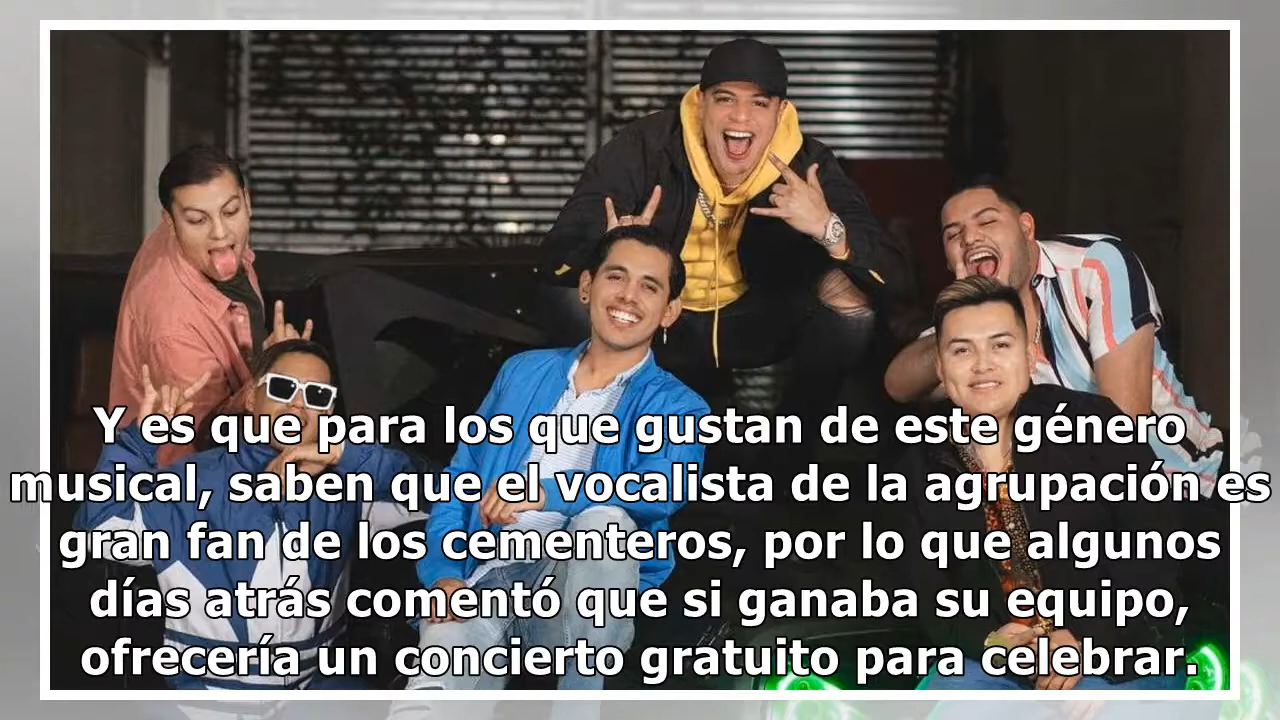 Y es que para los que gustan de este género
musical, saben que el vocalista de la agrupación es
gran fan de los cementeros, por lo que algunos
días atrás comentó que si ganaba su equipo,
ofrecería un concierto gratuito para celebrar.